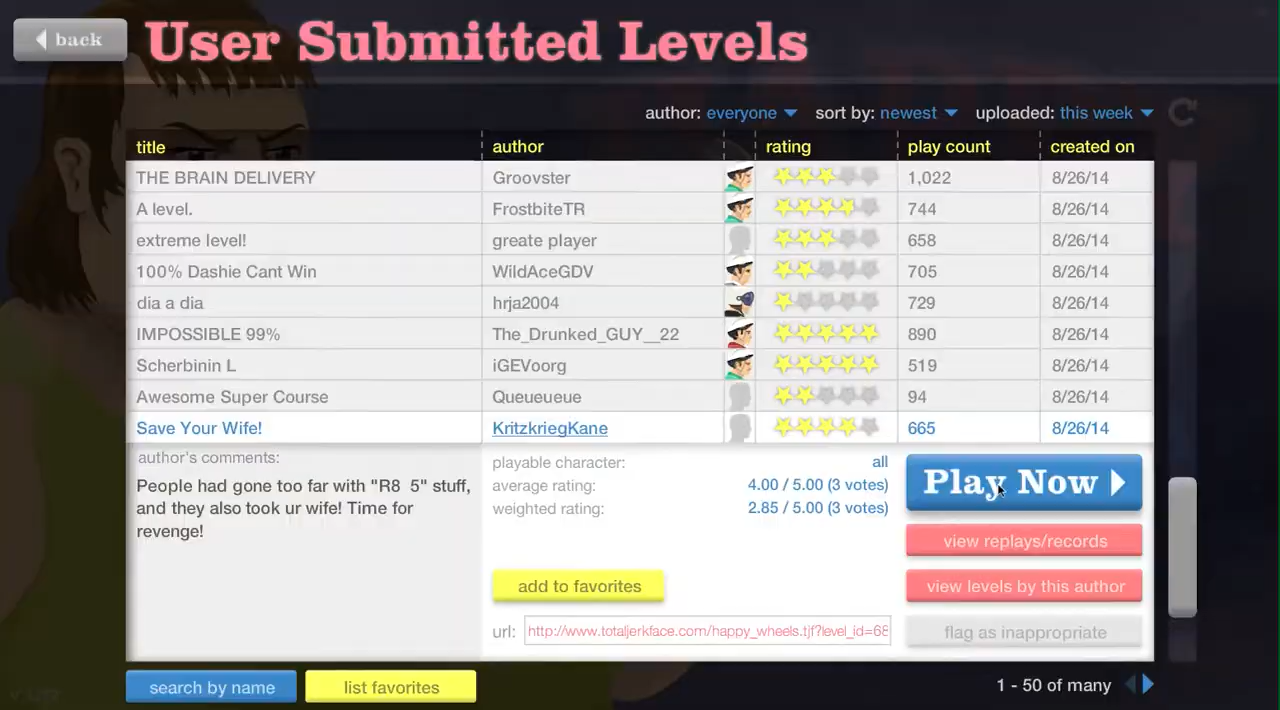 back
User Submitted Levels
author: everyone sort by: newest uploaded: this week
title author rating play count created on
THE BRAIN DELIVERY Groovster 1,022 8/26/14
A level. FrostbiteTR 744 8/26/14
extreme level! greate player 658 8/26/14
100% Dashie Cant Win WildAceGDV 705 8/26/14
dia a dia hrja2004 729 8/26/14
IMPOSSIBLE 99% The_Drunked_GUY__22 890 8/26/14
Scherbinin L iGEVoorg 519 8/26/14
Awesome Super Course Queueueue 94 8/26/14
Save Your Wife! KritzkriegKane 665 8/26/14
author's comments:
People had gone too far with "R8 5" stuff,
and they also took ur wife! Time for
revenge!
playable character: all
average rating: 4.00 / 5.00 (3 votes)
weighted rating: 2.85 / 5.00 (3 votes)
add to favorites
url: http://www.totaljerkface.com/happy_wheels.tjf?level_id=68
Play Now
view replays/records
view levels by this author
flag as inappropriate
search by name list favorites 1 - 50 of many